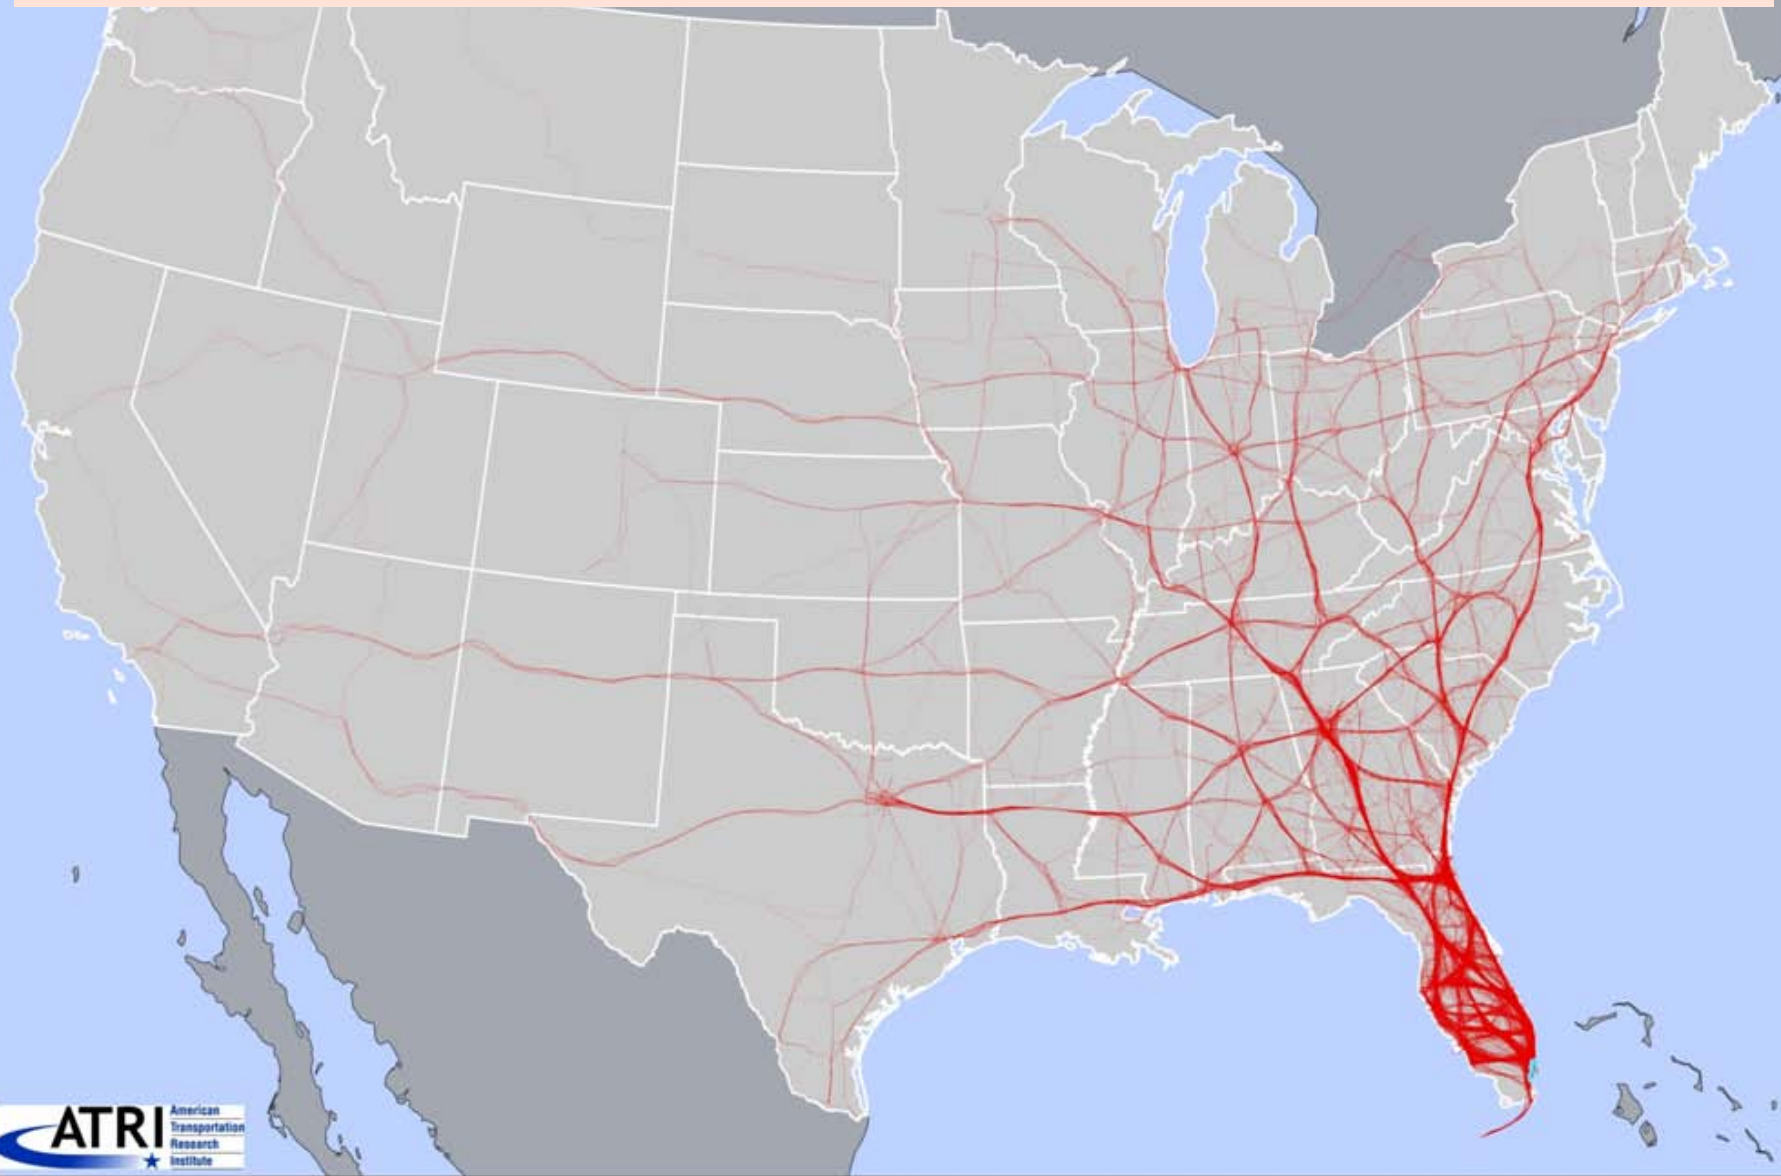 ATRI
American
Transportation
Research
Institute